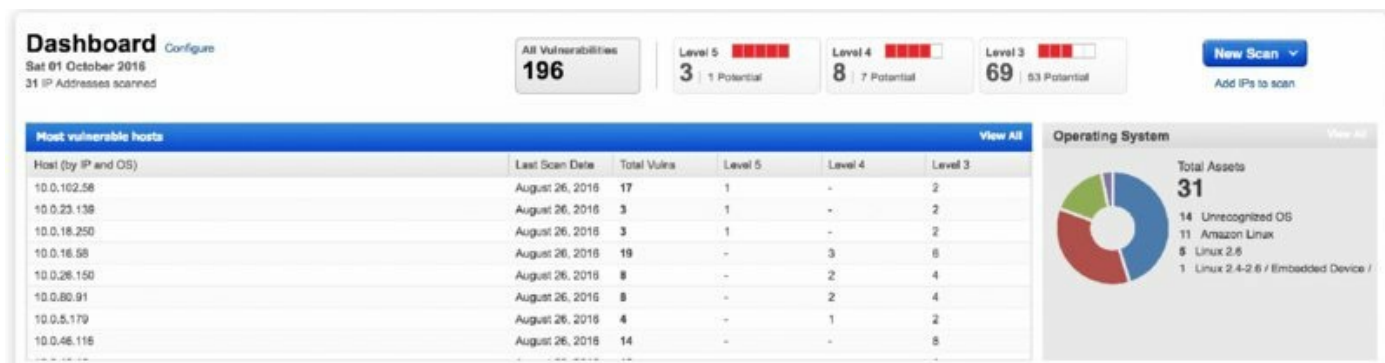 Dashboard Configure
Sat 01 October 2016
31 IP Addresses scanned
All Vulnerabilities
196
Level 5
3 | 1 Potential
Level 4
8 | 7 Potential
Level 3
69 | 53 Potential
New Scan
Add IPs to scan
Most vulnerable hosts View All
Host (by IP and OS) Last Scan Date Total Vulns Level 5 Level 4 Level 3
10.0.102.58 August 26, 2016 17 1 - 2
10.0.23.139 August 26, 2016 3 1 - 2
10.0.18.250 August 26, 2016 3 1 - 2
10.0.16.58 August 26, 2016 19 - 3 6
10.0.26.150 August 26, 2016 8 - 2 4
10.0.80.91 August 26, 2016 8 - 2 4
10.0.5.179 August 26, 2016 4 - 1 2
10.0.46.116 August 26, 2016 14 - - 8
Operating System View All
Total Assets
31
14 Unrecognized OS
11 Amazon Linux
5 Linux 2.6
1 Linux 2.4-2.6 / Embedded Device /